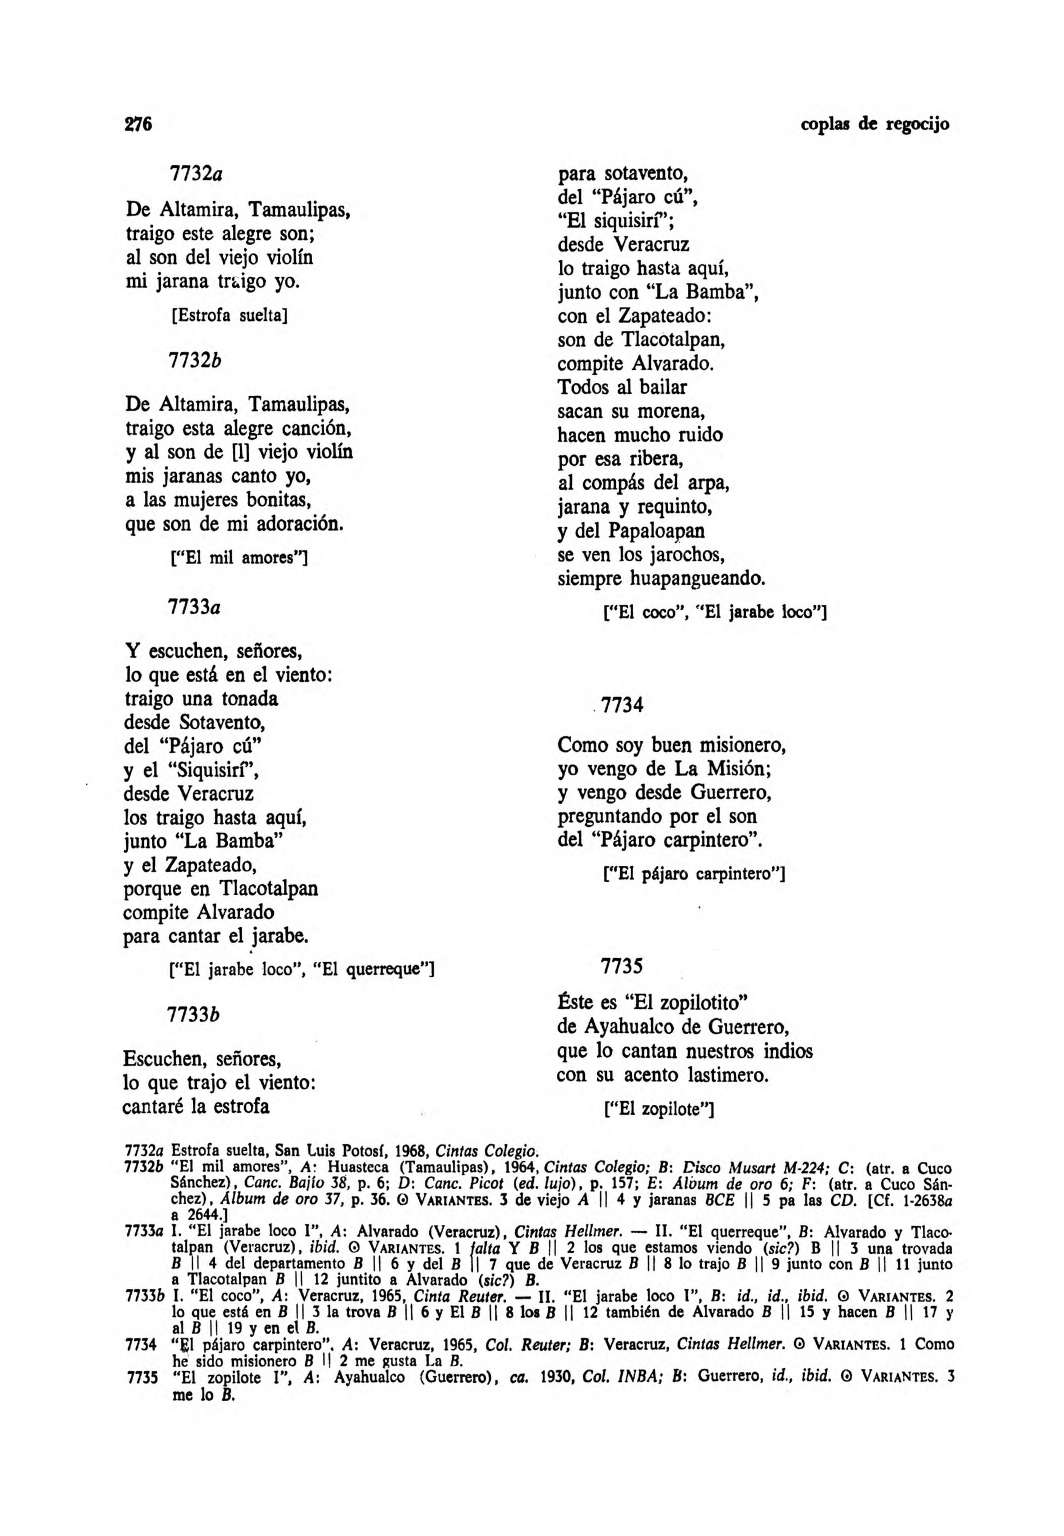 276
coplas de regocijo
7732a
De Altamira, Tamaulipas,
traigo este alegre son;
al son del viejo violín
mi jarana traigo yo.
[Estrofa suelta]
7732b
De Altamira, Tamaulipas,
traigo esta alegre canción,
y al son de [l] viejo violín
mis jaranas canto yo,
a las mujeres bonitas,
que son de mi adoración.
["El mil amores"]
7733a
Y escuchen, señores,
lo que está en el viento:
traigo una tonada
desde Sotavento,
del "Pájaro cú"
y el "Siquisirí",
desde Veracruz
los traigo hasta aquí,
junto "La Bamba"
y el Zapateado,
porque en Tlacotalpan
compite Alvarado
para cantar el jarabe.
["El jarabe loco", "El querreque"]
7733b
Escuchen, señores,
lo que trajo el viento:
cantaré la estrofa
para sotavento,
del "Pájaro cú",
"El siquisirí";
desde Veracruz
lo traigo hasta aquí,
junto con "La Bamba",
con el Zapateado:
son de Tlacotalpan,
compite Alvarado.
Todos al bailar
sacan su morena,
hacen mucho ruido
por esa ribera,
al compás del arpa,
jarana y requinto,
y del Papaloapan
se ven los jarochos,
siempre huapangueando.
["El coco", "El jarabe loco"]
7734
Como soy buen misionero,
yo vengo de La Misión;
y vengo desde Guerrero,
preguntando por el son
del "Pájaro carpintero".
["El pájaro carpintero"]
7735
Éste es "El zopilotito"
de Ayahualco de Guerrero,
que lo cantan nuestros indios
con su acento lastimero.
["El zopilote"]
7732a Estrofa suelta, San Luis Potosí, 1968, Cintas Colegio.
7732b "El mil amores", A: Huasteca (Tamaulipas), 1964, Cintas Colegio; B: Disco Musart M-224; C: (atr. a Cuco
Sánchez), Canc. Bajío 38, p. 6; D: Canc. Picot (ed. lujo), p. 157; E: Album de oro 6; F: (atr. a Cuco Sán-
chez), Album de oro 37, p. 36. ⊙ VARIANTES. 3 de viejo A || 4 y jaranas BCE || 5 pa las CD. [Cf. 1-2638a
a 2644.]
7733a I. "El jarabe loco I", A: Alvarado (Veracruz), Cintas Hellmer. — II. "El querreque", B: Alvarado y Tlaco-
talpan (Veracruz), ibid. ⊙ VARIANTES. 1 falta Y B || 2 los que estamos viendo (sic?) B || 3 una trovada
B || 4 del departamento B || 6 y del B || 7 que de Veracruz B || 8 lo trajo B || 9 junto con B || 11 junto
a Tlacotalpan B || 12 juntito a Alvarado (sic?) B.
7733b I. "El coco", A: Veracruz, 1965, Cinta Reuter. — II. "El jarabe loco I", B: id., id., ibid. ⊙ VARIANTES. 2
lo que está en B || 3 la trova B || 6 y El B || 8 los B || 12 también de Alvarado B || 15 y hacen B || 17 y
al B || 19 y en el B.
7734 "El pájaro carpintero", A: Veracruz, 1965, Col. Reuter; B: Veracruz, Cintas Hellmer. ⊙ VARIANTES. 1 Como
he sido misionero B || 2 me gusta La B.
7735 "El zopilote I", A: Ayahualco (Guerrero), ca. 1930, Col. INBA; B: Guerrero, id., ibid. ⊙ VARIANTES. 3
me lo B.